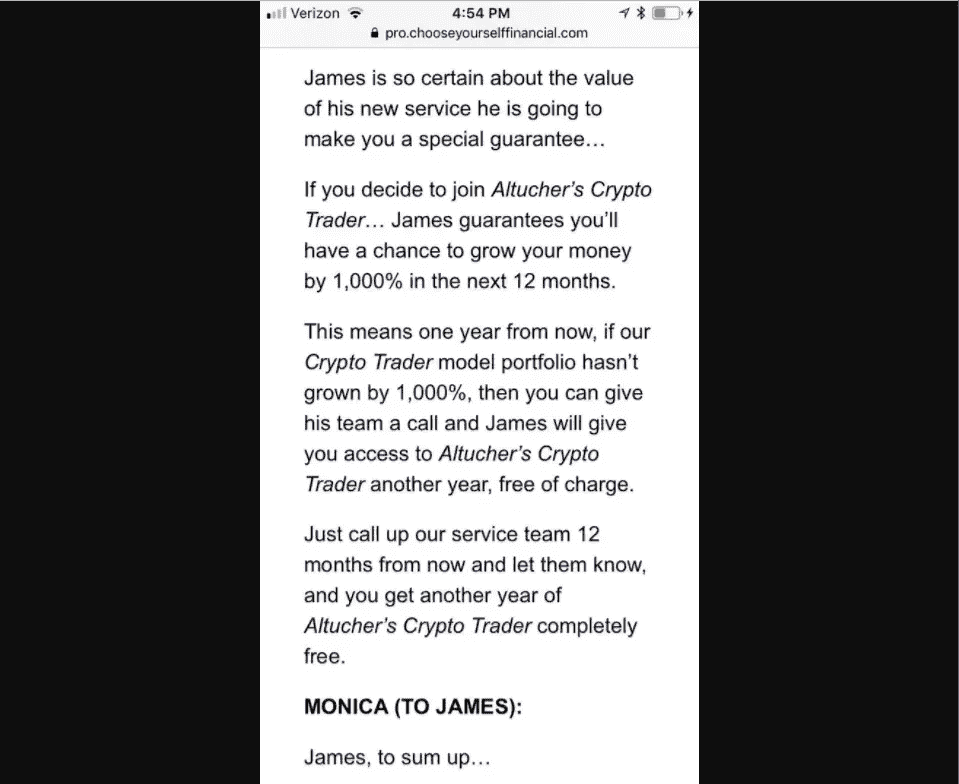 Verizon 4:54 PM
pro.chooseyourselffinancial.com
James is so certain about the value
of his new service he is going to
make you a special guarantee…
If you decide to join Altucher’s Crypto
Trader… James guarantees you’ll
have a chance to grow your money
by 1,000% in the next 12 months.
This means one year from now, if our
Crypto Trader model portfolio hasn’t
grown by 1,000%, then you can give
his team a call and James will give
you access to Altucher’s Crypto
Trader another year, free of charge.
Just call up our service team 12
months from now and let them know,
and you get another year of
Altucher’s Crypto Trader completely
free.
MONICA (TO JAMES):
James, to sum up…